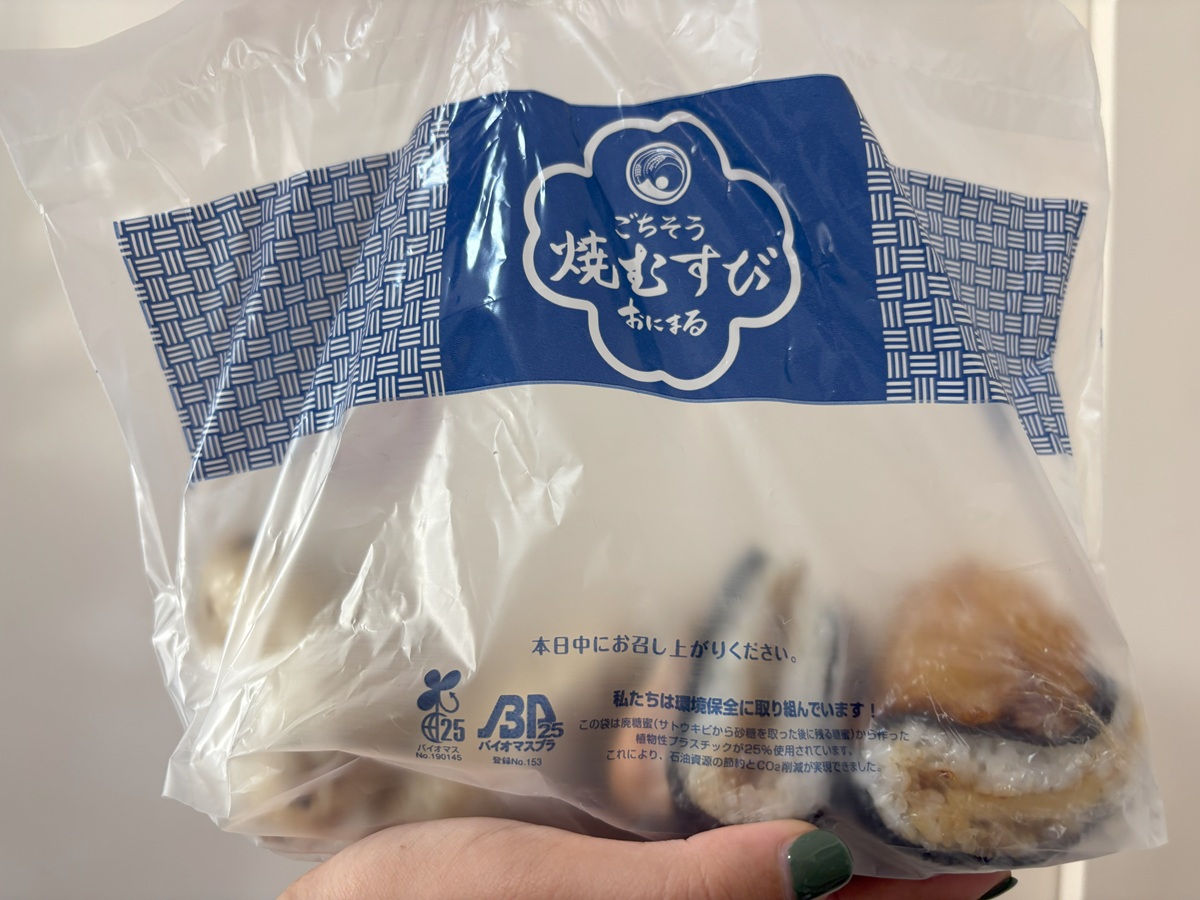 ごちそう
焼むすび
おにまる
本日中にお召し上がりください。
25
バイオマス
No.190145
BP
25
バイオマスプラ
登録No.153
私たちは環境保全に取り組んでいます！
この袋は廃糖蜜（サトウキビから砂糖を取った後に残る糖蜜）から作った
植物性プラスチックが25％使用されています。
これにより、石油資源の節約とCO2削減が実現できました。